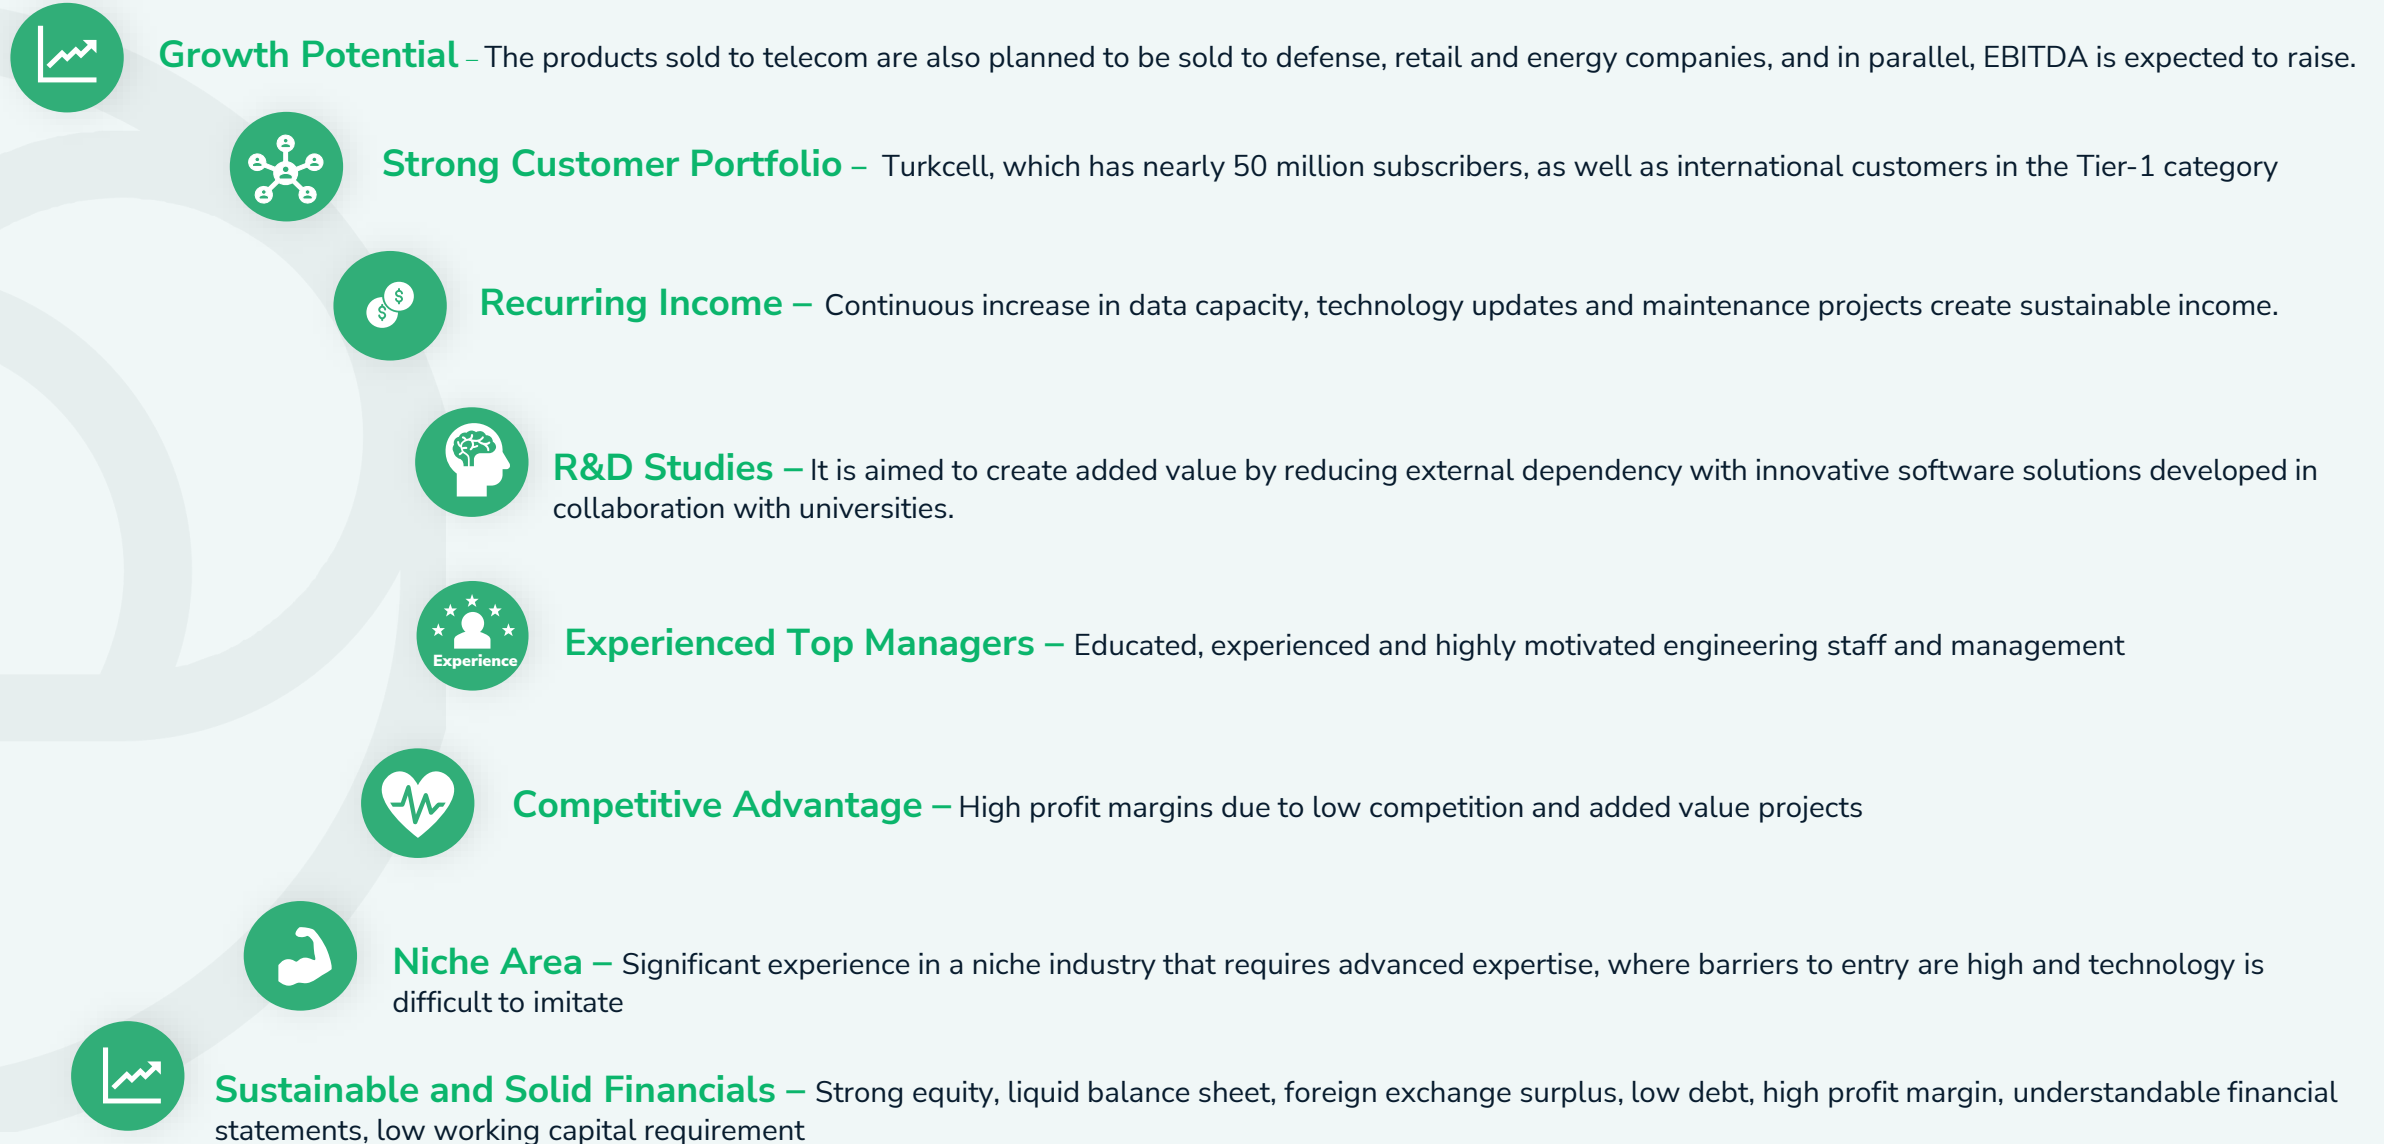 Growth Potential – The products sold to telecom are also planned to be sold to defense, retail and energy companies, and in parallel, EBITDA is expected to raise.
Strong Customer Portfolio – Turkcell, which has nearly 50 million subscribers, as well as international customers in the Tier-1 category
Recurring Income – Continuous increase in data capacity, technology updates and maintenance projects create sustainable income.
R&D Studies – It is aimed to create added value by reducing external dependency with innovative software solutions developed in
collaboration with universities.
Experience
Experienced Top Managers – Educated, experienced and highly motivated engineering staff and management
Competitive Advantage – High profit margins due to low competition and added value projects
Niche Area – Significant experience in a niche industry that requires advanced expertise, where barriers to entry are high and technology is
difficult to imitate
Sustainable and Solid Financials – Strong equity, liquid balance sheet, foreign exchange surplus, low debt, high profit margin, understandable financial
statements, low working capital requirement